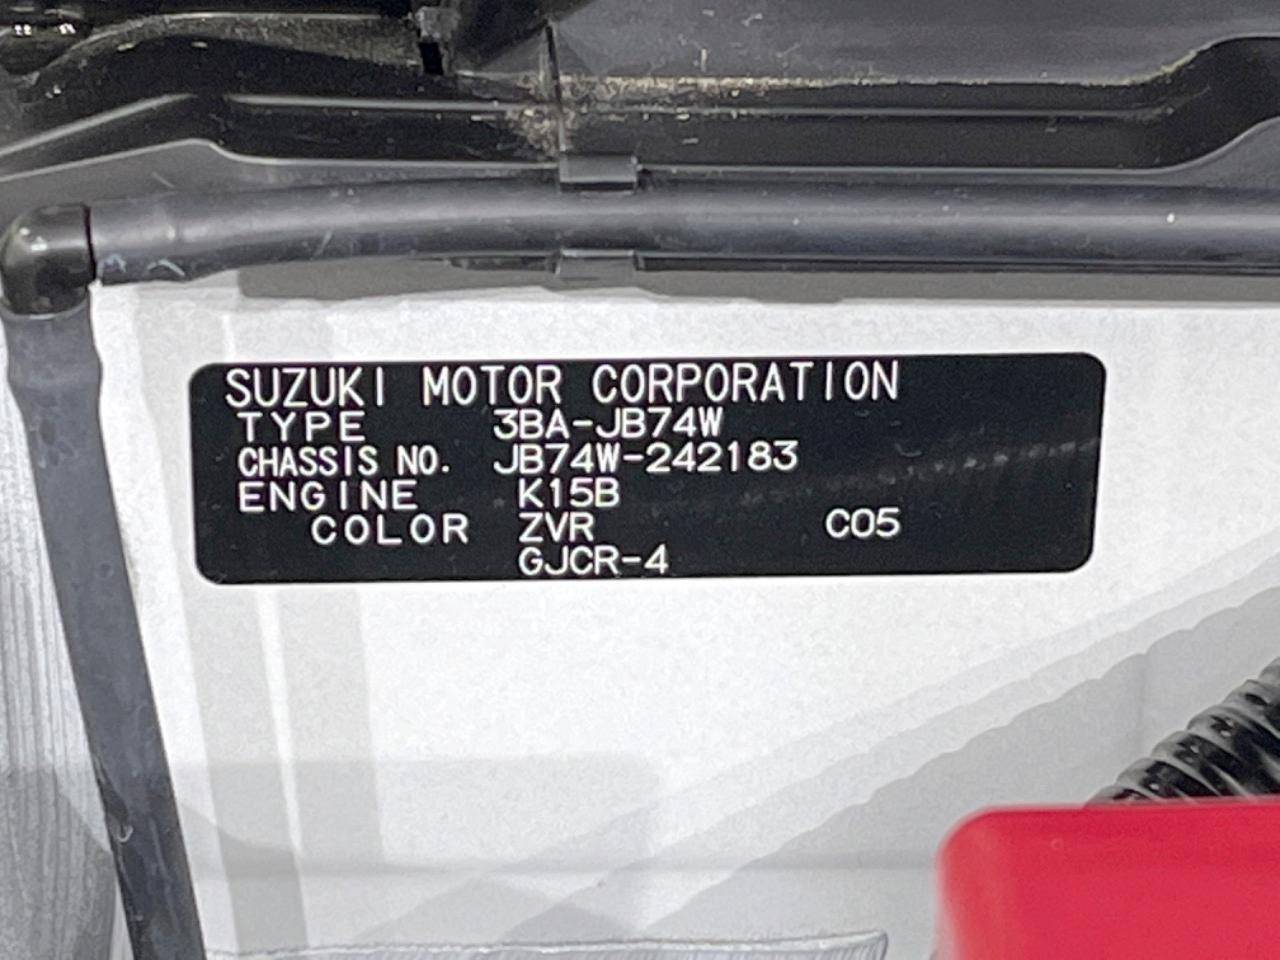 SUZUKI MOTOR CORPORATION
TYPE 3BA-JB74W
CHASSIS NO. JB74W-242183
ENGINE K15B
COLOR ZVR C05
GJCR-4